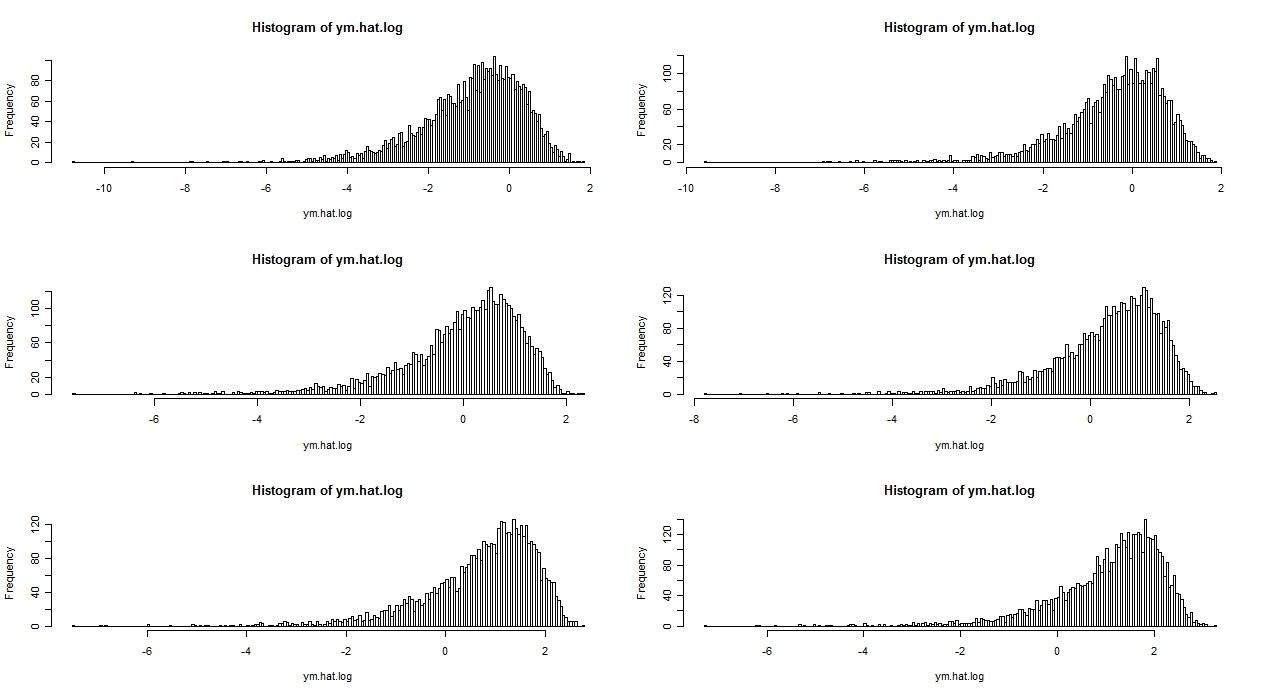 Histogram of ym.hat.log
Frequency
0 20 40 60 80
-10 -8 -6 -4 -2 0 2
ym.hat.log
Histogram of ym.hat.log
Frequency
0 20 60 100
-10 -8 -6 -4 -2 0 2
ym.hat.log
Histogram of ym.hat.log
Frequency
0 20 60 100
-6 -4 -2 0 2
ym.hat.log
Histogram of ym.hat.log
Frequency
0 40 80 120
-8 -6 -4 -2 0 2
ym.hat.log
Histogram of ym.hat.log
Frequency
0 40 80 120
-6 -4 -2 0 2
ym.hat.log
Histogram of ym.hat.log
Frequency
0 40 80 120
-6 -4 -2 0 2
ym.hat.log